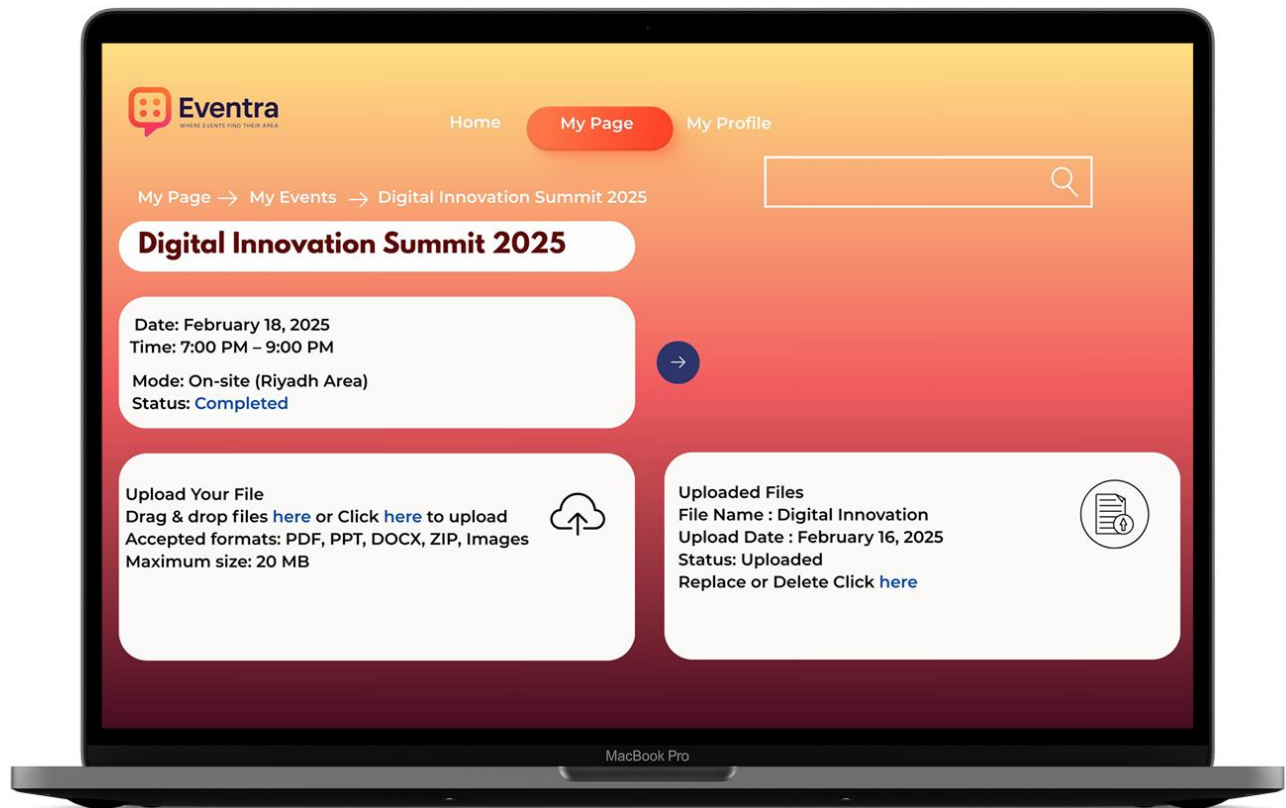 Eventra
WHERE EVENTS FIND THEIR AREA
Home
My Page
My Profile
My Page → My Events → Digital Innovation Summit 2025
Digital Innovation Summit 2025
Date: February 18, 2025
Time: 7:00 PM – 9:00 PM
Mode: On-site (Riyadh Area)
Status: Completed
Upload Your File
Drag & drop files here or Click here to upload
Accepted formats: PDF, PPT, DOCX, ZIP, Images
Maximum size: 20 MB
Uploaded Files
File Name : Digital Innovation
Upload Date : February 16, 2025
Status: Uploaded
Replace or Delete Click here
MacBook Pro